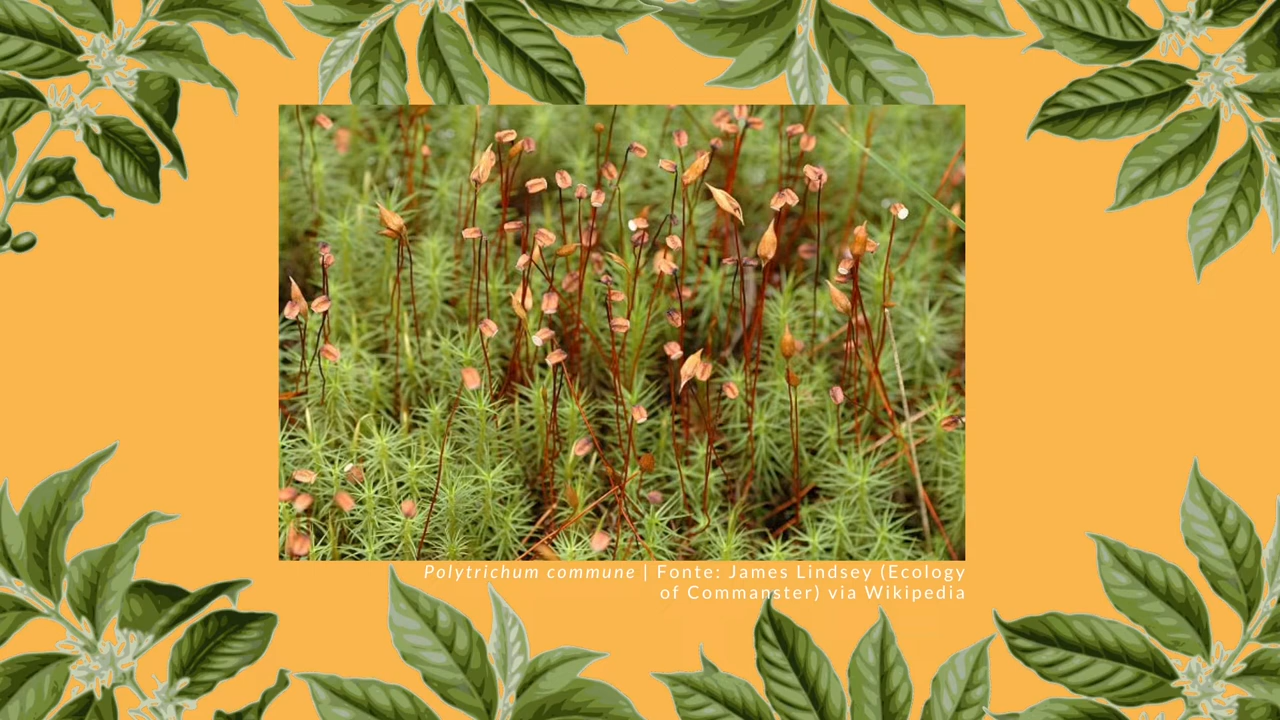 Polytrichum commune | Fonte: James Lindsey (Ecology
of Commanster) via Wikipedia